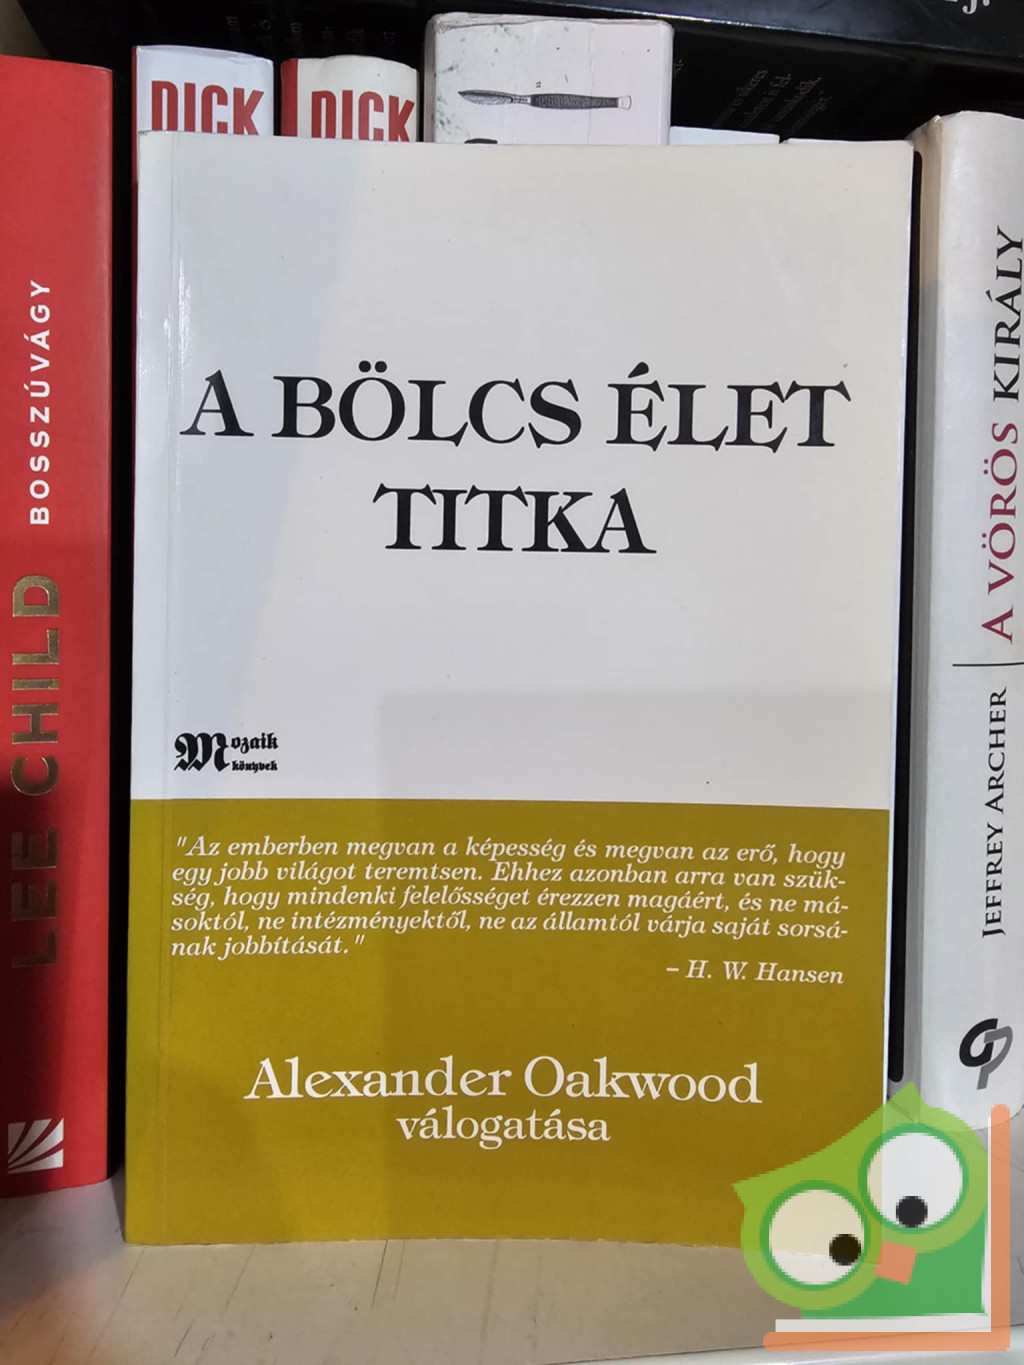 DICK
DICK
BOSSZÚVÁGY
LEE CHILD
A BÖLCS ÉLET
TITKA
Mozaik
könyvek
"Az emberben megvan a képesség és megvan az erő, hogy
egy jobb világot teremtsen. Ehhez azonban arra van szük-
ség, hogy mindenki felelősséget érezzen magáért, és ne má-
soktól, ne intézményektől, ne az államtól várja saját sorsá-
nak jobbítását."
– H. W. Hansen
Alexander Oakwood
válogatása
JEFFREY ARCHER
A VÖRÖS KIRÁLY